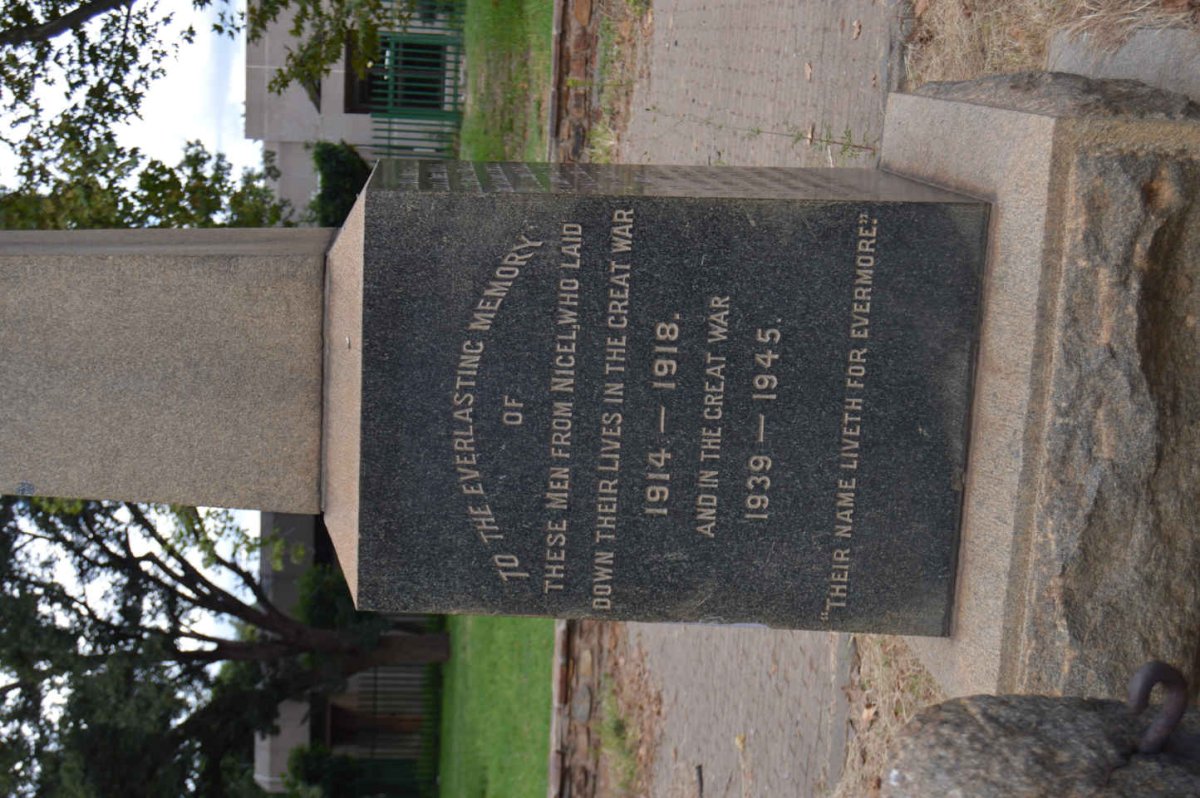 TO THE EVERLASTING MEMORY
OF
THESE MEN FROM NIGEL, WHO LAID
DOWN THEIR LIVES IN THE GREAT WAR
1914 — 1918.
AND IN THE GREAT WAR
1939 — 1945.
“THEIR NAME LIVETH FOR EVERMORE.”